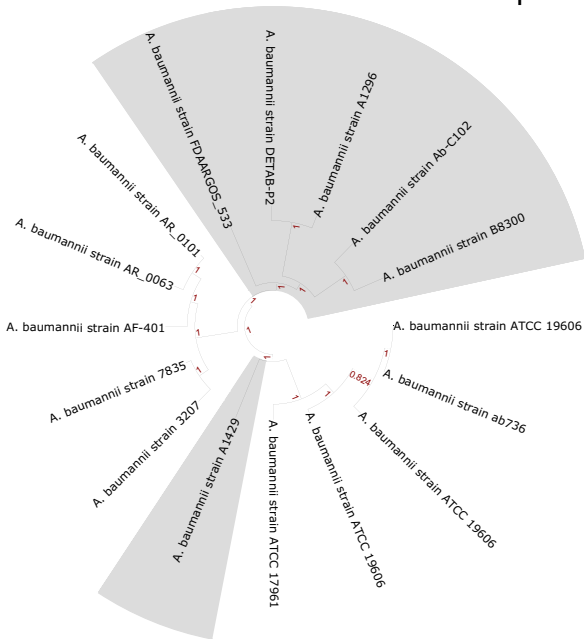 A. baumannii strain FDAARGOS_533
A. baumannii strain DETAB-P2
A. baumannii strain A1296
A. baumannii strain Ab-C102
A. baumannii strain B8300
A. baumannii strain ATCC 19606
A. baumannii strain ab736
A. baumannii strain ATCC 19606
A. baumannii strain ATCC 19606
A. baumannii strain ATCC 17961
A. baumannii strain A1429
A. baumannii strain 3207
A. baumannii strain 7835
A. baumannii strain AF-401
A. baumannii strain AR_0063
A. baumannii strain AR_0101
1
1
1
1
1
1
1
1
1
1
1
1
1
0.824
1